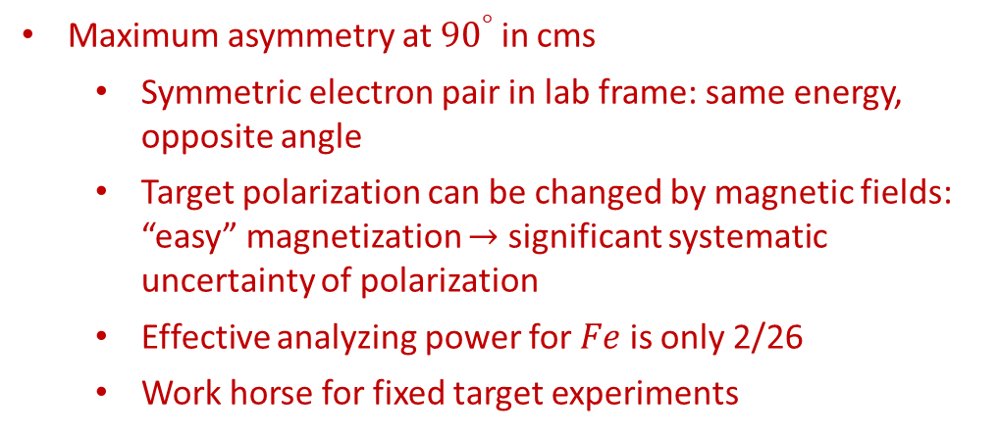 • Maximum asymmetry at 90° in cms
• Symmetric electron pair in lab frame: same energy,
opposite angle
• Target polarization can be changed by magnetic fields:
“easy” magnetization → significant systematic
uncertainty of polarization
• Effective analyzing power for Fe is only 2/26
• Work horse for fixed target experiments